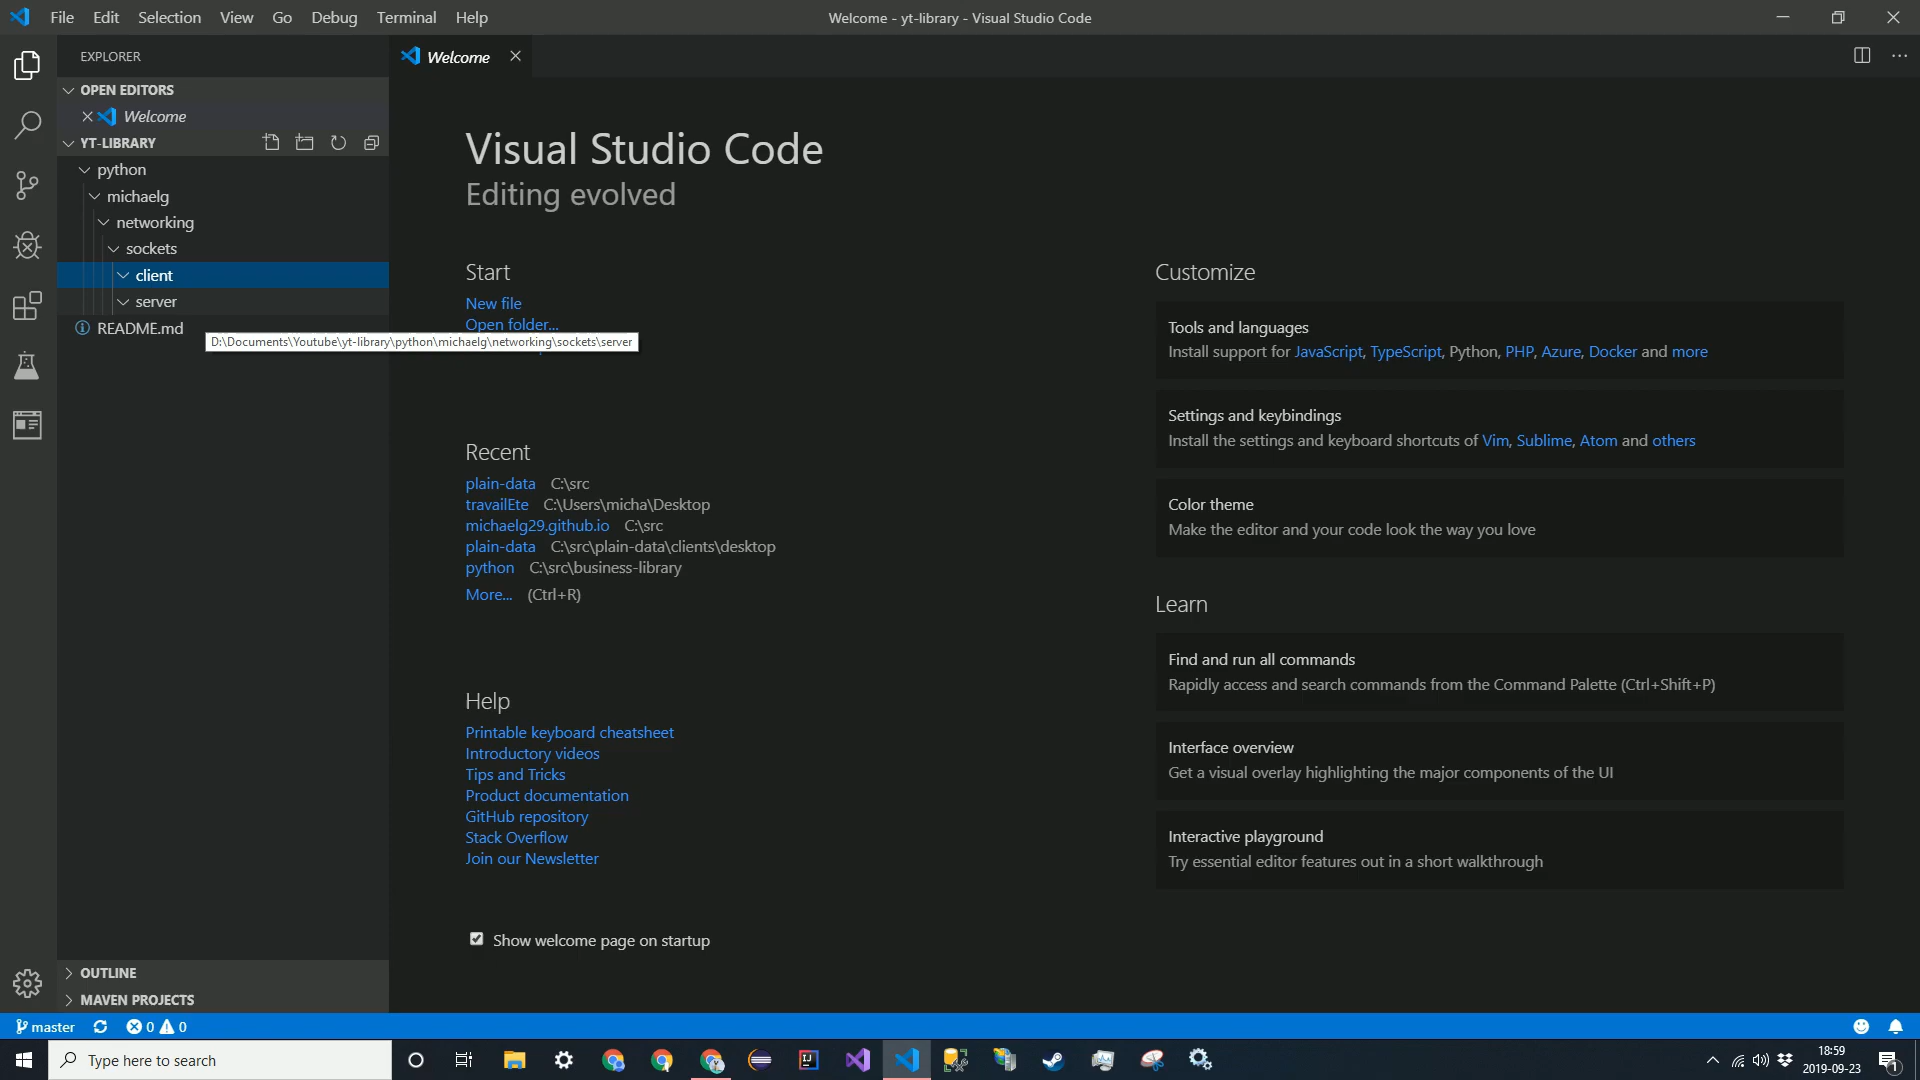 File Edit Selection View Go Debug Terminal Help
Welcome - yt-library - Visual Studio Code
EXPLORER
Welcome
OPEN EDITORS
Welcome
YT-LIBRARY
python
michaelg
networking
sockets
client
server
README.md
D:\Documents\Youtube\yt-library\python\michaelg\networking\sockets\server
OUTLINE
MAVEN PROJECTS
Visual Studio Code
Editing evolved
Start
New file
Open folder...
Recent
plain-data C:\src
travailEte C:\Users\micha\Desktop
michaelg29.github.io C:\src
plain-data C:\src\plain-data\clients\desktop
python C:\src\business-library
More... (Ctrl+R)
Help
Printable keyboard cheatsheet
Introductory videos
Tips and Tricks
Product documentation
GitHub repository
Stack Overflow
Join our Newsletter
Show welcome page on startup
Customize
Tools and languages
Install support for JavaScript, TypeScript, Python, PHP, Azure, Docker and more
Settings and keybindings
Install the settings and keyboard shortcuts of Vim, Sublime, Atom and others
Color theme
Make the editor and your code look the way you love
Learn
Find and run all commands
Rapidly access and search commands from the Command Palette (Ctrl+Shift+P)
Interface overview
Get a visual overlay highlighting the major components of the UI
Interactive playground
Try essential editor features out in a short walkthrough
master 0 0
Type here to search
18:59
2019-09-23
1